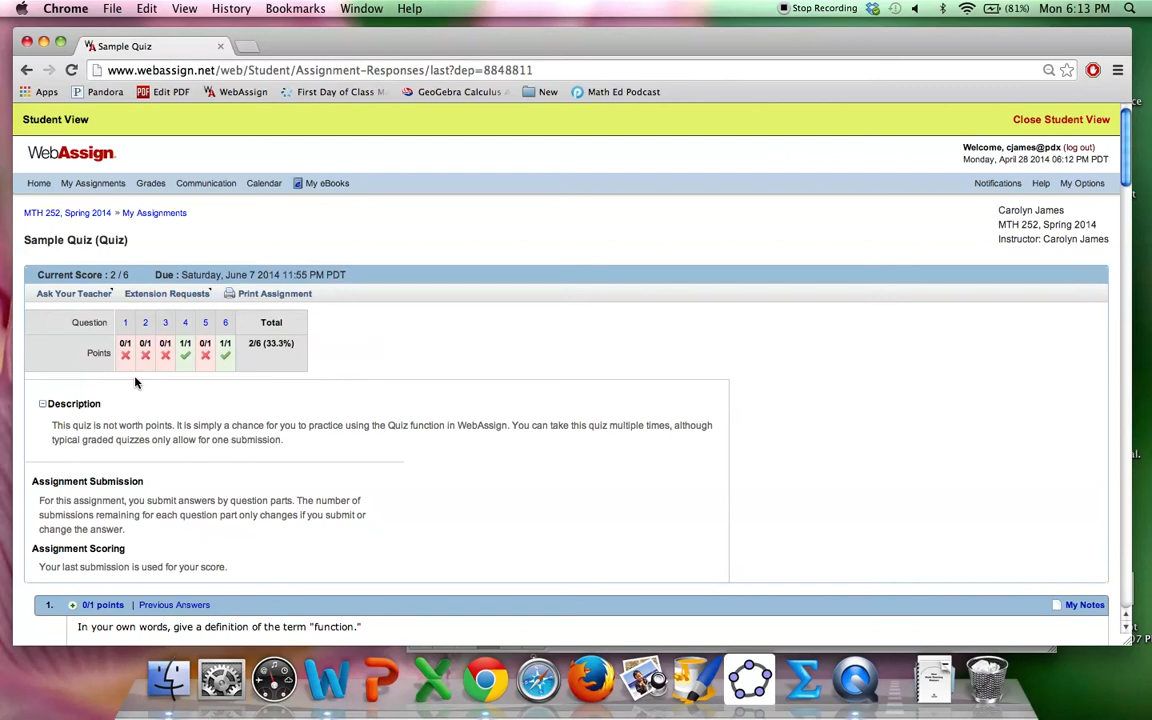 Chrome File Edit View History Bookmarks Window Help Stop Recording (81%) Mon 6:13 PM
Sample Quiz
www.webassign.net/web/Student/Assignment-Responses/last?dep=8848811
Apps Pandora Edit PDF WebAssign First Day of Class M GeoGebra Calculus New Math Ed Podcast
Student View Close Student View
WebAssign. Welcome, cjames@pdx (log out)
Monday, April 28 2014 06:12 PM PDT
Home My Assignments Grades Communication Calendar My eBooks Notifications Help My Options
MTH 252, Spring 2014 » My Assignments
Carolyn James
MTH 252, Spring 2014
Instructor: Carolyn James
Sample Quiz (Quiz)
Current Score : 2 / 6 Due : Saturday, June 7 2014 11:55 PM PDT
Ask Your Teacher Extension Requests Print Assignment
Question 1 2 3 4 5 6 Total
Points 0/1 0/1 0/1 1/1 0/1 1/1 2/6 (33.3%)
Description
This quiz is not worth points. It is simply a chance for you to practice using the Quiz function in WebAssign. You can take this quiz multiple times, although
typical graded quizzes only allow for one submission.
Assignment Submission
For this assignment, you submit answers by question parts. The number of
submissions remaining for each question part only changes if you submit or
change the answer.
Assignment Scoring
Your last submission is used for your score.
1. 0/1 points | Previous Answers My Notes
In your own words, give a definition of the term "function."